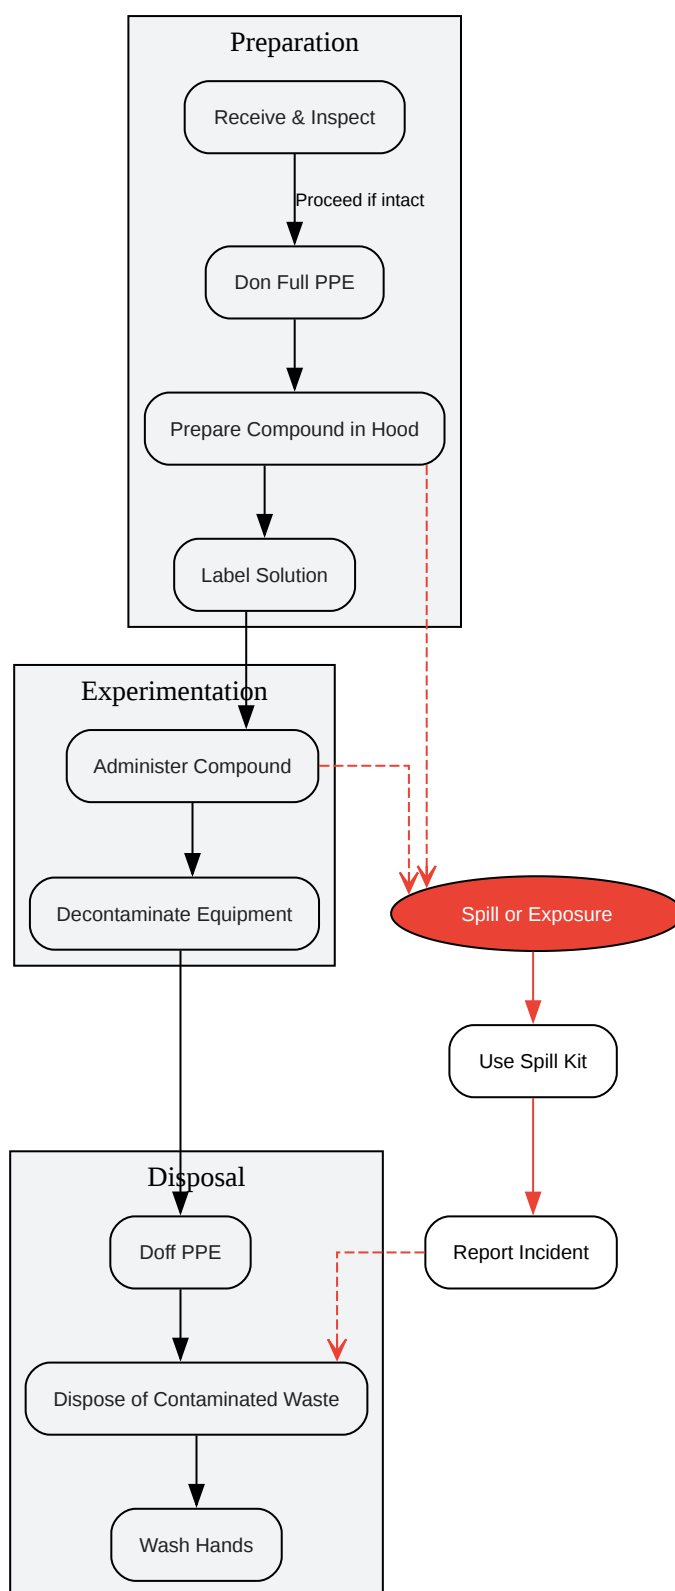 Preparation
Receive & Inspect
Proceed if intact
Don Full PPE
Prepare Compound in Hood
Label Solution
Experimentation
Administer Compound
Decontaminate Equipment
Spill or Exposure
Use Spill Kit
Disposal
Doff PPE
Report Incident
Dispose of Contaminated Waste
Wash Hands